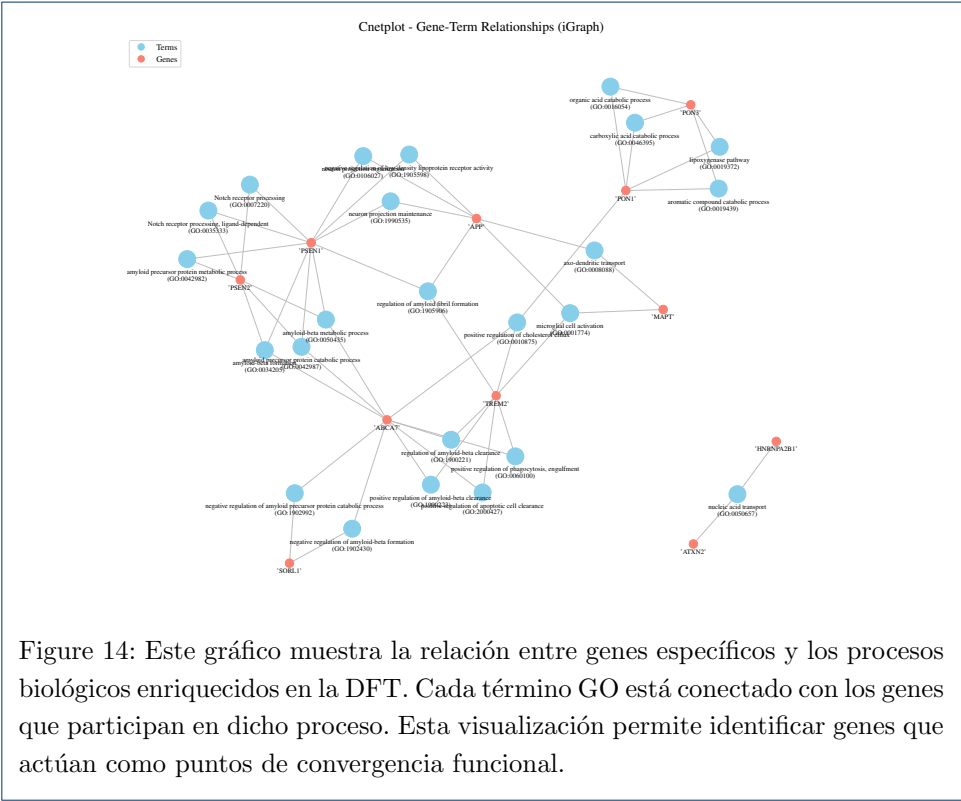 Cnetplot - Gene-Term Relationships (iGraph)
Terms
Genes
organic acid catabolic process
(GO:0016054)
'PON3'
carboxylic acid catabolic process
(GO:0046395)
lipoxygenase pathway
(GO:0019372)
'PON1'
aromatic compound catabolic process
(GO:0019439)
negative regulation of low-density lipoprotein receptor activity
(GO:0106027)
(GO:1905598)
Notch receptor processing
(GO:0007220)
neuron projection maintenance
(GO:1990535)
Notch receptor processing, ligand-dependent
(GO:0035333)
'APP'
'PSEN1'
axo-dendritic transport
(GO:0008088)
amyloid precursor protein metabolic process
(GO:0042982)
'PSEN2'
regulation of amyloid fibril formation
(GO:1905906)
'MAPT'
microglial cell activation
(GO:0001774)
positive regulation of cholesterol efflux
(GO:0010875)
amyloid-beta metabolic process
(GO:0050435)
amyloid precursor protein catabolic process
(GO:0042987)
amyloid-beta formation
(GO:0034205)
'TREM2'
'ABCA7'
'HNRNPA2B1'
regulation of amyloid-beta clearance
(GO:1900221)
positive regulation of phagocytosis, engulfment
(GO:0060100)
positive regulation of amyloid-beta clearance
(GO:1900223)
positive regulation of apoptotic cell clearance
(GO:2000427)
nucleic acid transport
(GO:0050657)
negative regulation of amyloid precursor protein catabolic process
(GO:1902992)
negative regulation of amyloid-beta formation
(GO:1902430)
'ATXN2'
'SORL1'
Figure 14: Este gráfico muestra la relación entre genes específicos y los procesos
biológicos enriquecidos en la DFT. Cada término GO está conectado con los genes
que participan en dicho proceso. Esta visualización permite identificar genes que
actúan como puntos de convergencia funcional.